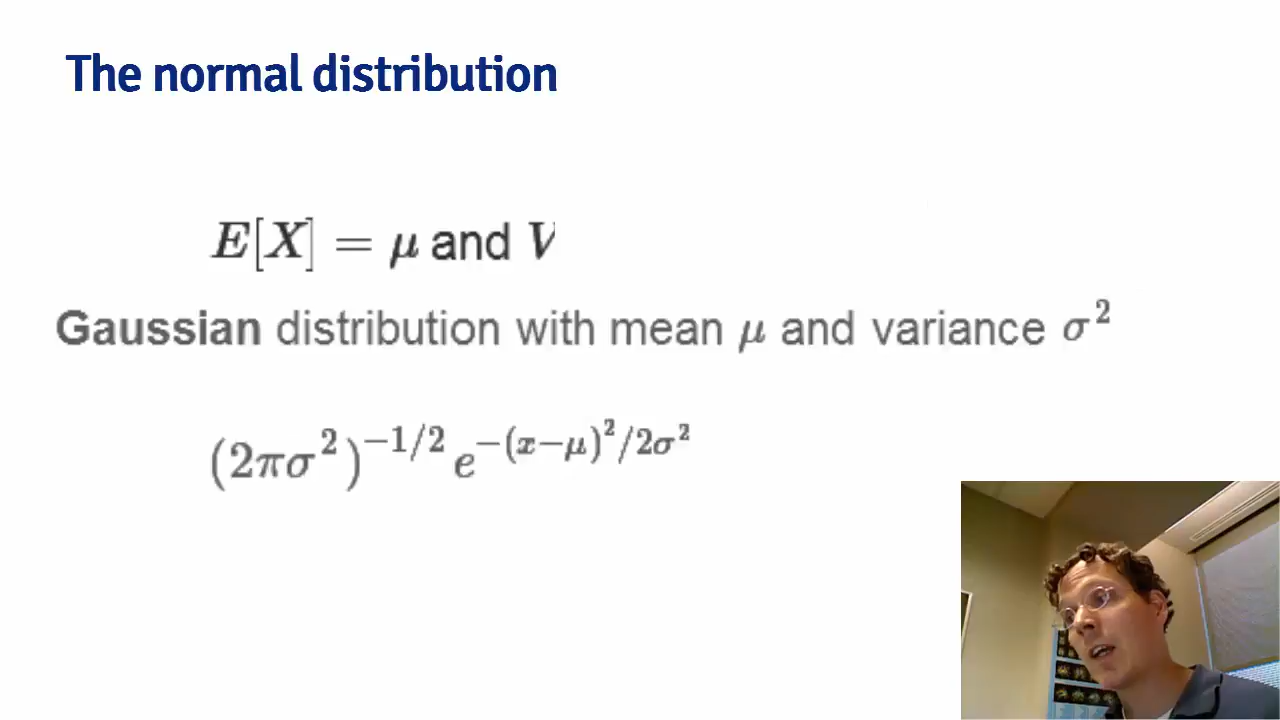 The normal distribution
E[X] = μ and V
Gaussian distribution with mean μ and variance σ²
(2πσ²)^{−1/2} e^{−(x−μ)²/2σ²}